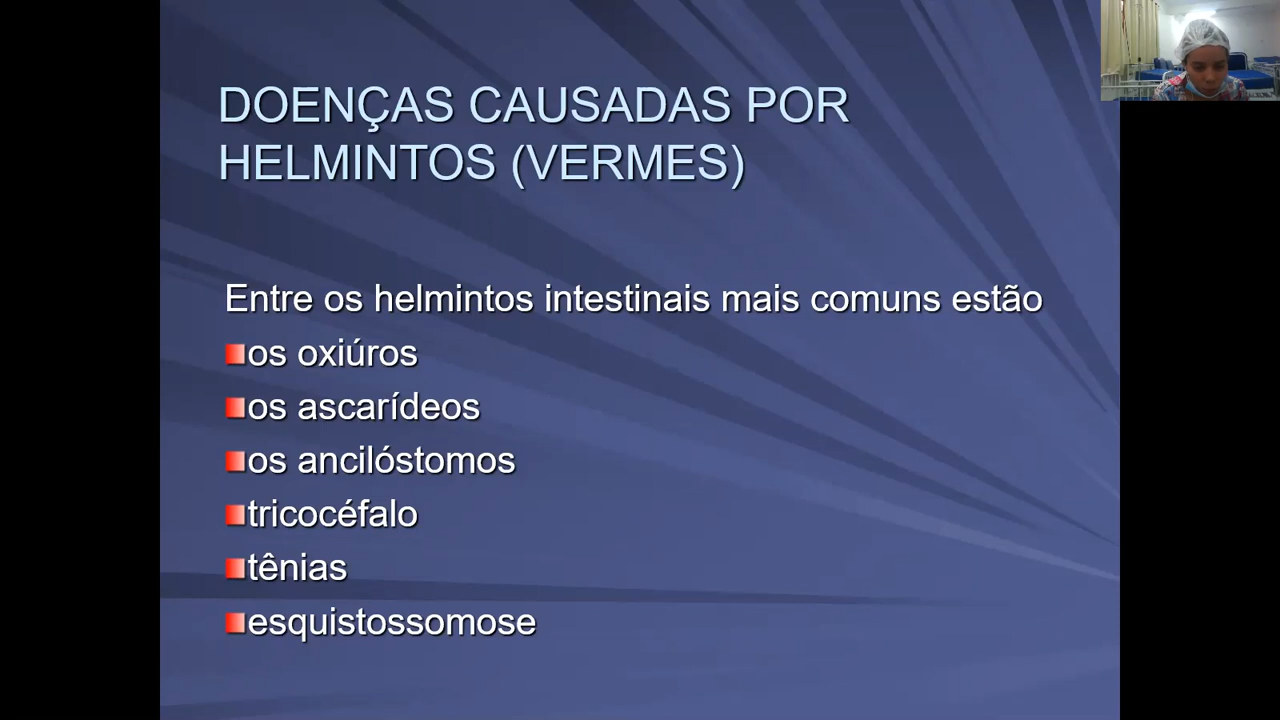 DOENÇAS CAUSADAS POR
HELMINTOS (VERMES)
Entre os helmintos intestinais mais comuns estão
os oxiúros
os ascarídeos
os ancilóstomos
tricocéfalo
tênias
esquistossomose